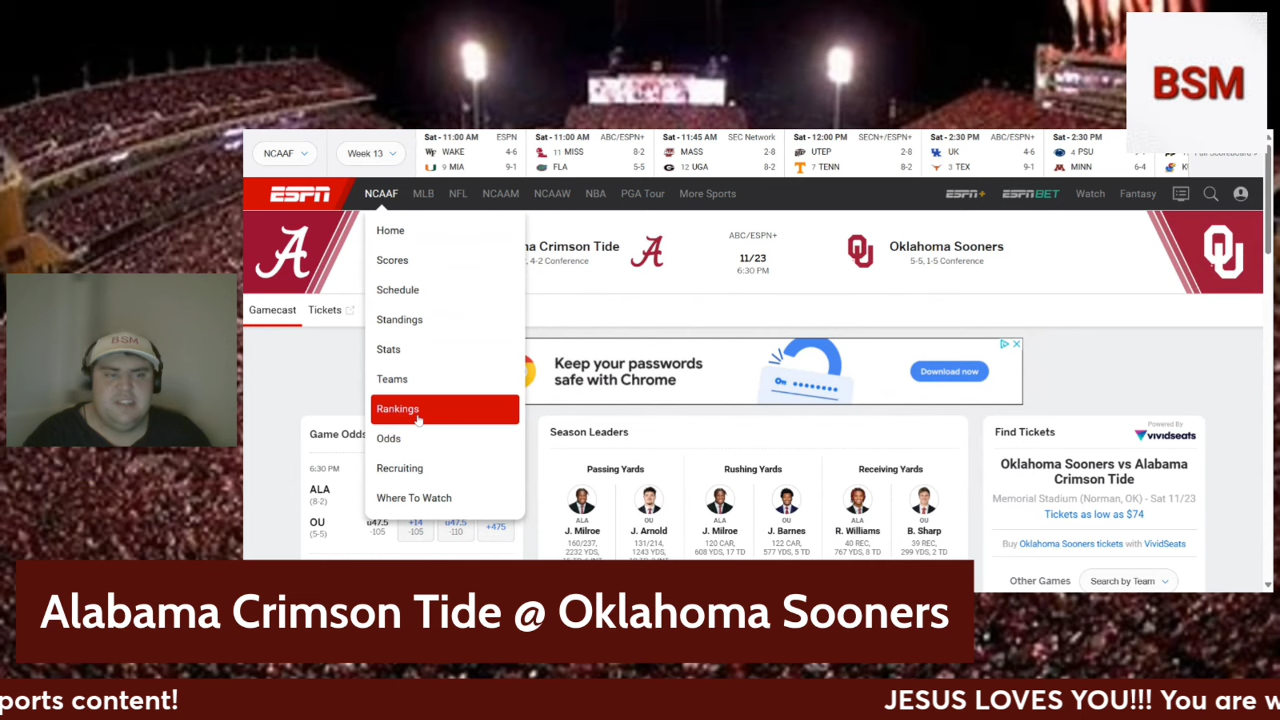 BSM
NCAAF
Week 13
Sat - 11:00 AM ESPN
WAKE 4-6
9 MIA 9-1
Sat - 11:00 AM ABC/ESPN+
11 MISS 8-2
FLA 5-5
Sat - 11:45 AM SEC Network
MASS 2-8
12 UGA 8-2
Sat - 12:00 PM SECN+/ESPN+
UTEP 2-8
7 TENN 8-2
Sat - 2:30 PM ABC/ESPN+
UK 4-6
3 TEX 9-1
Sat - 2:30 PM
4 PSU
MINN 6-4
ESPN NCAAF MLB NFL NCAAM NCAAW NBA PGA Tour More Sports ESPN+ ESPN BET Watch Fantasy
Home
Scores
Schedule
Standings
Stats
Teams
Rankings
Odds
Recruiting
Where To Watch
A
a Crimson Tide
, 4-2 Conference
A
ABC/ESPN+
11/23
6:30 PM
OU
Oklahoma Sooners
5-5, 1-5 Conference
OU
Gamecast Tickets
Keep your passwords
safe with Chrome
Download now
BSM
Game Odds
6:30 PM
ALA
(8-2)
OU
(5-5)
u47.5 +14 u47.5 +475
-105 -105 -110
Season Leaders
Passing Yards Rushing Yards Receiving Yards
ALA OU ALA OU ALA OU
J. Milroe J. Arnold J. Milroe J. Barnes R. Williams B. Sharp
160/237, 131/214, 120 CAR, 122 CAR, 40 REC, 39 REC,
2232 YDS, 1243 YDS, 608 YDS, 17 TD 577 YDS, 5 TD 767 YDS, 8 TD 299 YDS, 2 TD
Find Tickets
Powered By
vividseats
Oklahoma Sooners vs Alabama
Crimson Tide
Memorial Stadium (Norman, OK) - Sat 11/23
Tickets as low as $74
Buy Oklahoma Sooners tickets with VividSeats
Other Games Search by Team
Alabama Crimson Tide @ Oklahoma Sooners
ports content! JESUS LOVES YOU!!! You are w